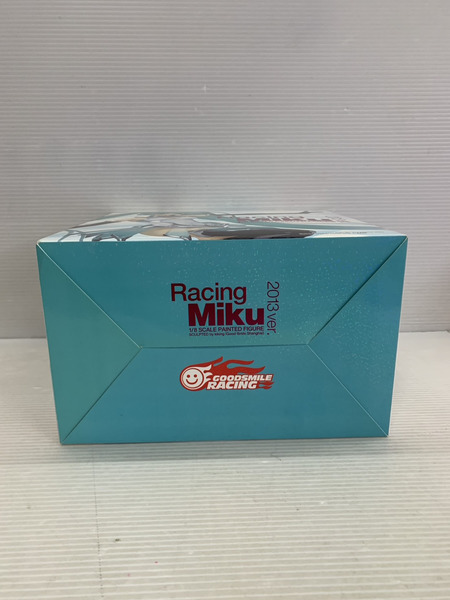 Racing
Miku
2013 ver.
1/8 SCALE PAINTED FIGURE
GOODSMILE
RACING